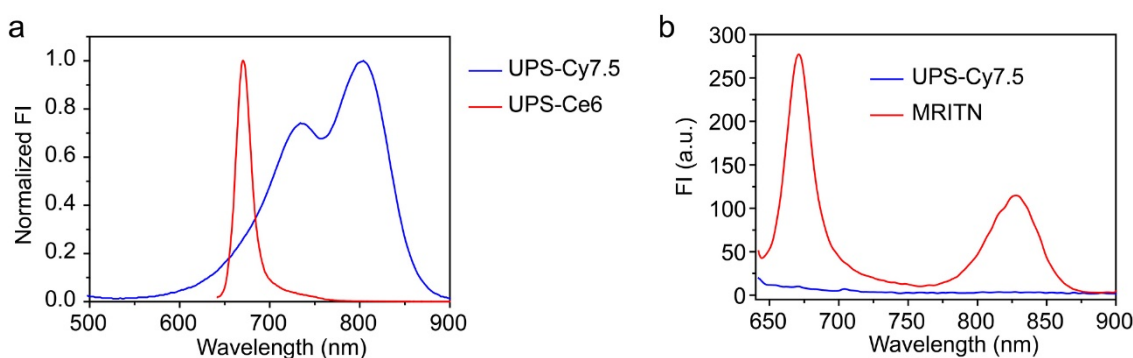 a
Normalized FI
1.0
0.8
0.6
0.4
0.2
0.0
500 600 700 800 900
Wavelength (nm)
UPS-Cy7.5
UPS-Ce6
b
FI (a.u.)
300
250
200
150
100
50
0
650 700 750 800 850 900
Wavelength (nm)
UPS-Cy7.5
MRITN